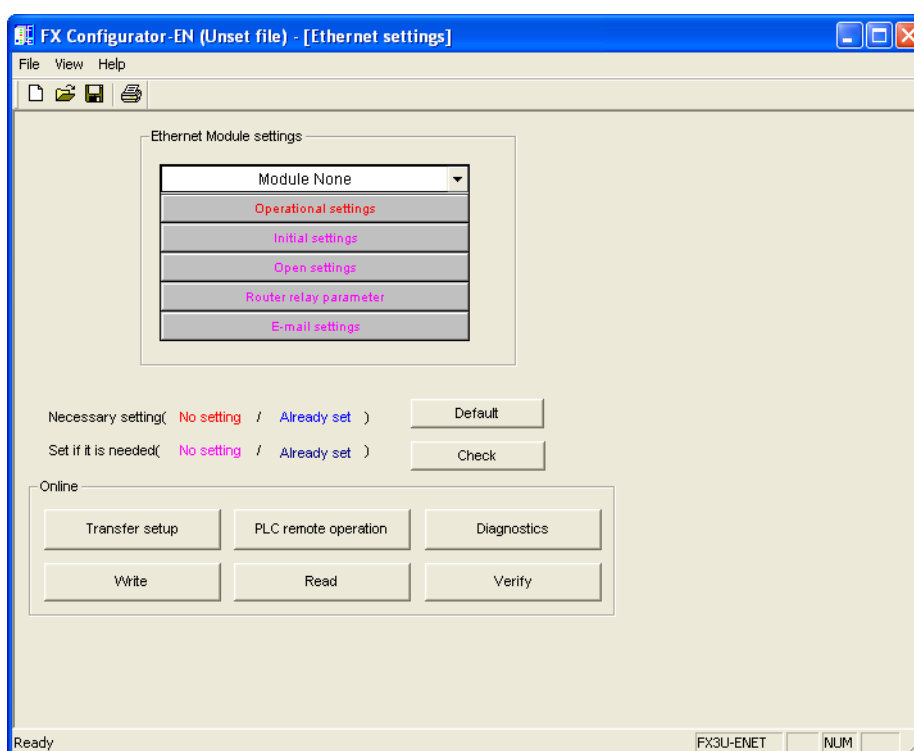 FX Configurator-EN (Unset file) - [Ethernet settings]
File View Help
Ethernet Module settings
Module None
Operational settings
Initial settings
Open settings
Router relay parameter
E-mail settings
Necessary setting( No setting / Already set )
Default
Set if it is needed( No setting / Already set )
Check
Online
Transfer setup
PLC remote operation
Diagnostics
Write
Read
Verify
Ready
FX3U-ENET
NUM